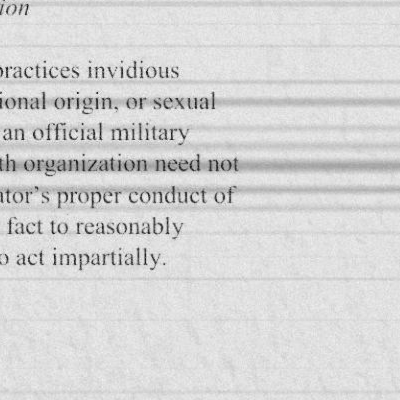 ion
practices invidious
ional origin, or sexual
an official military
th organization need not
ator’s proper conduct of
fact to reasonably
o act impartially.